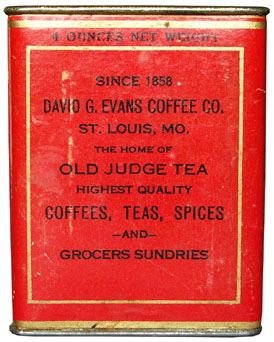 4 OUNCES NET WEIGHT
SINCE 1858
DAVID G. EVANS COFFEE CO.
ST. LOUIS, MO.
THE HOME OF
OLD JUDGE TEA
HIGHEST QUALITY
COFFEES, TEAS, SPICES
—AND—
GROCERS SUNDRIES